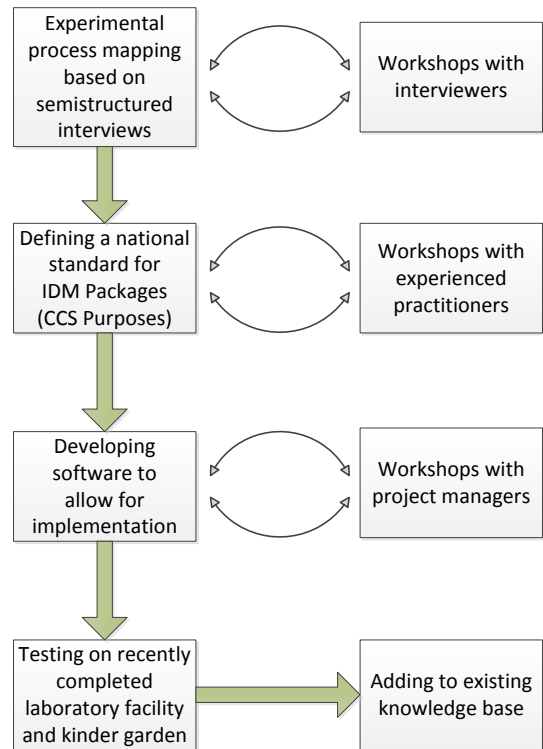 Experimental
process mapping
based on
semistructured
interviews
Workshops with
interviewers
Defining a national
standard for
IDM Packages
(CCS Purposes)
Workshops with
experienced
practitioners
Developing
software to
allow for
implementation
Workshops with
project managers
Testing on recently
completed
laboratory facility
and kinder garden
Adding to existing
knowledge base